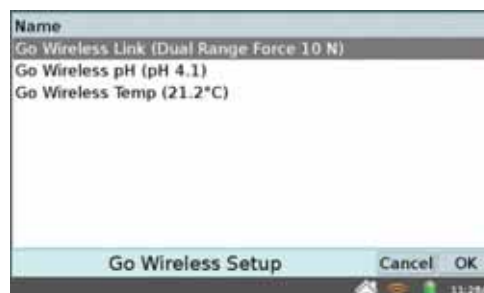 Name
Go Wireless Link (Dual Range Force 10 N)
Go Wireless pH (pH 4.1)
Go Wireless Temp (21.2°C)
Go Wireless Setup Cancel OK